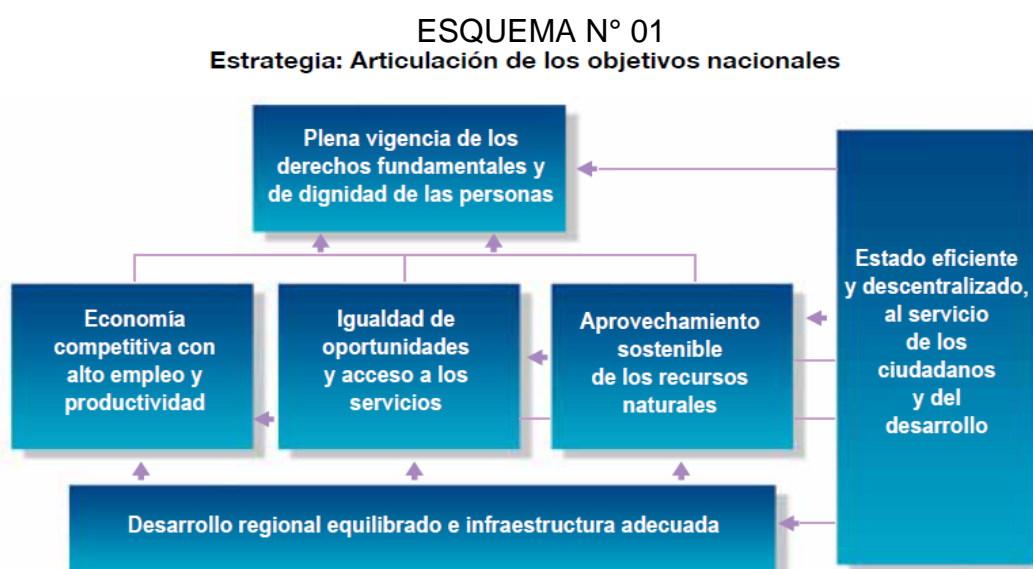 ESQUEMA N° 01
Estrategia: Articulación de los objetivos nacionales
Plena vigencia de los
derechos fundamentales y
de dignidad de las personas
Economía
competitiva con
alto empleo y
productividad
Igualdad de
oportunidades
y acceso a los
servicios
Aprovechamiento
sostenible
de los recursos
naturales
Estado eficiente
y descentralizado,
al servicio
de los
ciudadanos
y del
desarrollo
Desarrollo regional equilibrado e infraestructura adecuada